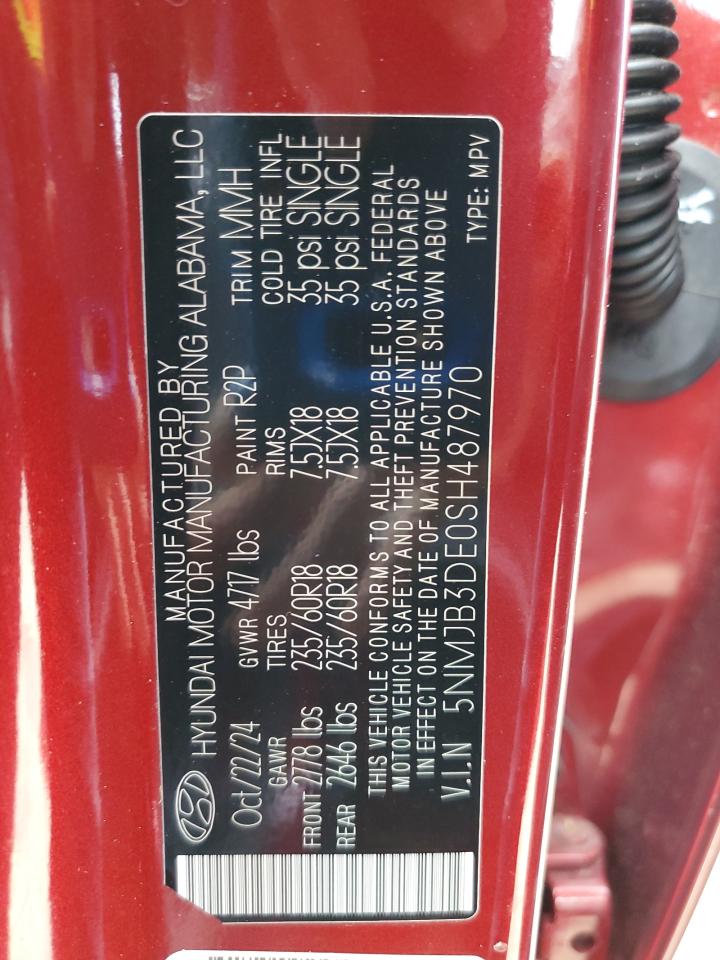 MANUFACTURED BY
HYUNDAI MOTOR MANUFACTURING ALABAMA, LLC
Oct/22/24 GVWR 4717 lbs PAINT R2P TRIM MMH
GAWR TIRES RIMS COLD TIRE INFL
FRONT 2778 lbs 235/60R18 7.5JX18 35 psi SINGLE
REAR 2646 lbs 235/60R18 7.5JX18 35 psi SINGLE
THIS VEHICLE CONFORMS TO ALL APPLICABLE U.S.A. FEDERAL
MOTOR VEHICLE SAFETY AND THEFT PREVENTION STANDARDS
IN EFFECT ON THE DATE OF MANUFACTURE SHOWN ABOVE
V.I.N 5NMJB3DE0SH487970 TYPE: MPV